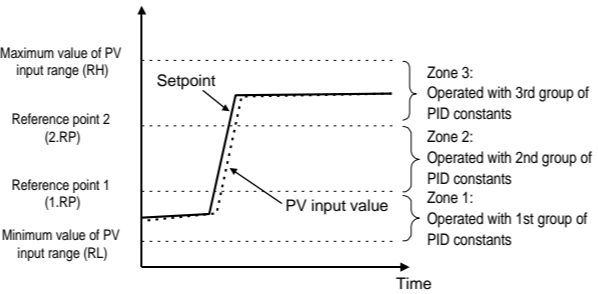 Maximum value of PV
input range (RH)
Setpoint
Zone 3:
Operated with 3rd group of
PID constants
Reference point 2
(2.RP)
Zone 2:
Operated with 2nd group of
PID constants
Reference point 1
(1.RP)
PV input value
Zone 1:
Operated with 1st group of
PID constants
Minimum value of PV
input range (RL)
Time